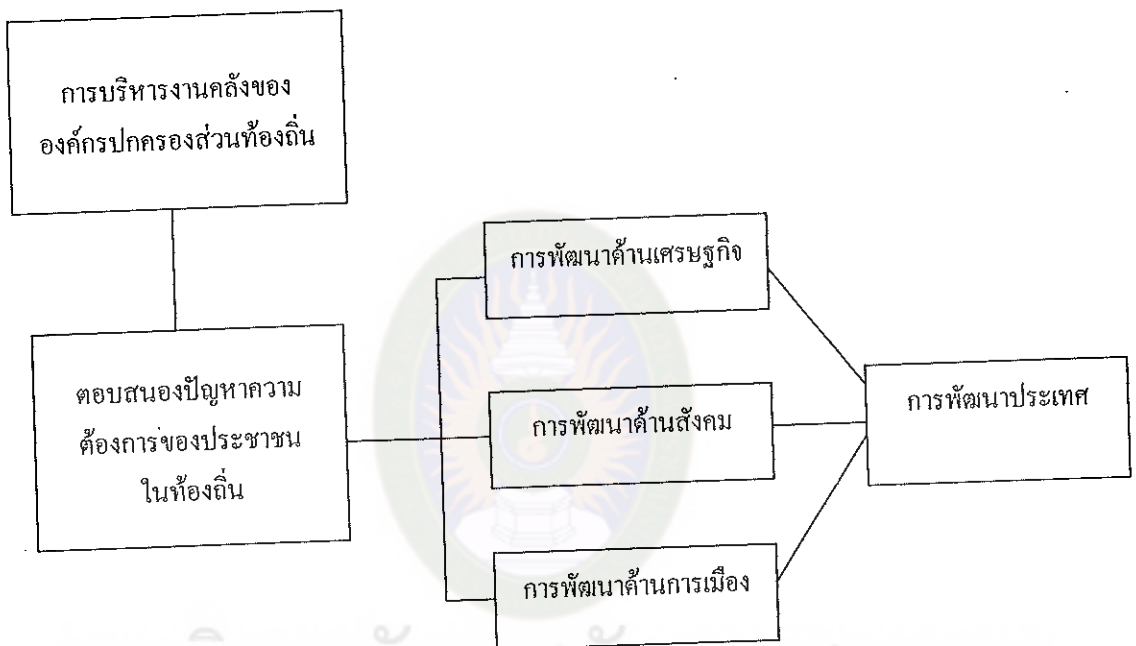 การบริหารงานคลังของ
องค์กรปกครองส่วนท้องถิ่น
ตอบสนองปัญหาความ
ต้องการของประชาชน
ในท้องถิ่น
การพัฒนาด้านเศรษฐกิจ
การพัฒนาด้านสังคม
การพัฒนาด้านการเมือง
การพัฒนาประเทศ